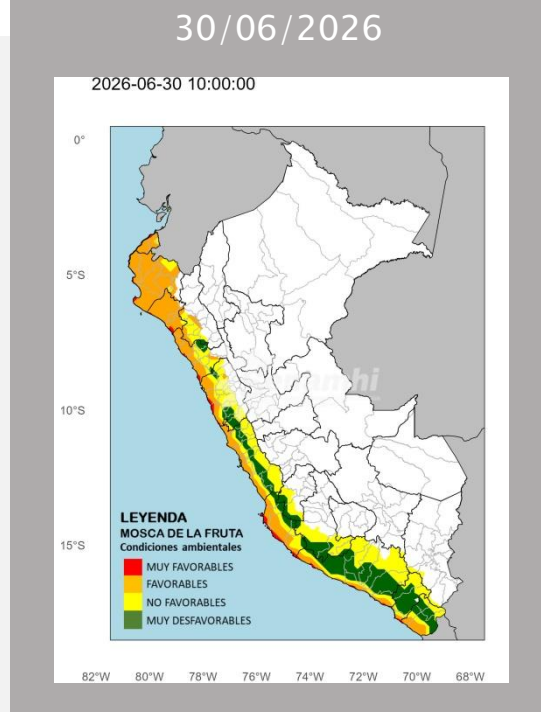 30/06/2026
2026-06-30 10:00:00
0°
5°S
10°S
15°S
LEYENDA
MOSCA DE LA FRUTA
Condiciones ambientales
MUY FAVORABLES
FAVORABLES
NO FAVORABLES
MUY DESFAVORABLES
82°W 80°W 78°W 76°W 74°W 72°W 70°W 68°W